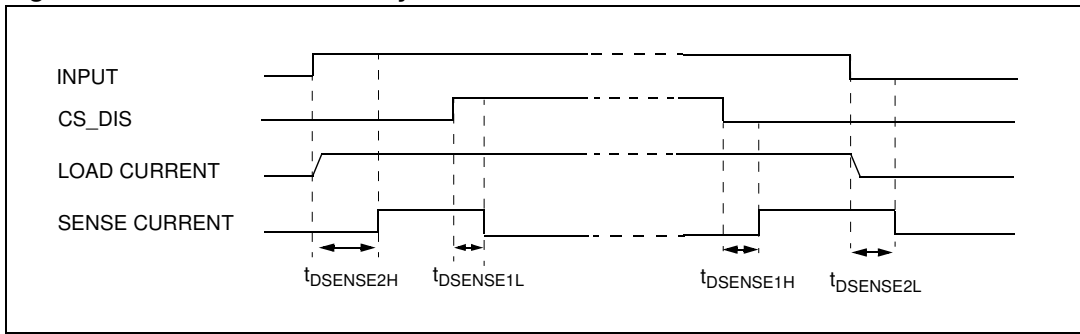 INPUT
CS_DIS
LOAD CURRENT
SENSE CURRENT
tDSENSE2H
tDSENSE1L
tDSENSE1H
tDSENSE2L